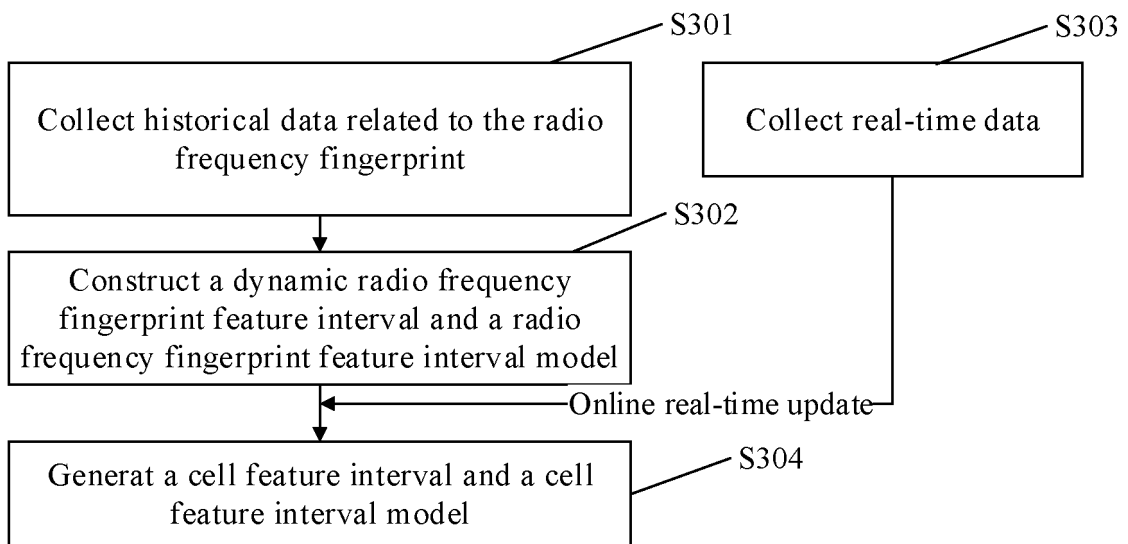 S301
S303
Collect historical data related to the radio
frequency fingerprint
Collect real-time data
S302
Construct a dynamic radio frequency
fingerprint feature interval and a radio
frequency fingerprint feature interval model
Online real-time update
S304
Generat a cell feature interval and a cell
feature interval model